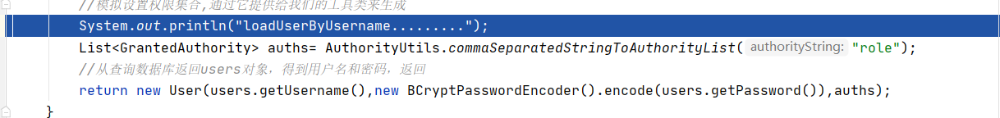 //模拟设置权限集合,通过它提供给我们的工具类来生成
System.out.println("loadUserByUsername.........");
List<GrantedAuthority> auths= AuthorityUtils.commaSeparatedStringToAuthorityList( authorityString: "role");
//从查询数据库返回users对象，得到用户名和密码，返回
return new User(users.getUsername(),new BCryptPasswordEncoder().encode(users.getPassword()),auths);
}